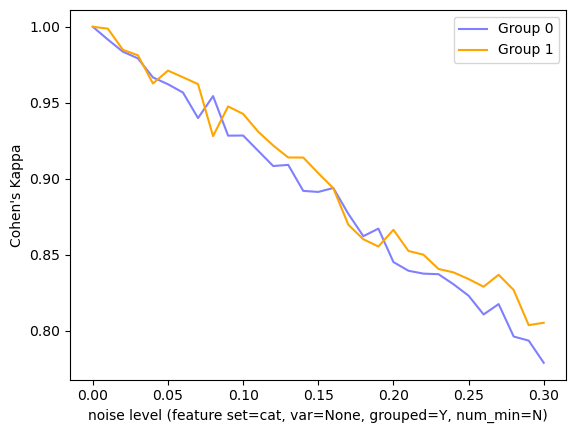 Group 0
Group 1
1.00
0.95
0.90
0.85
0.80
Cohen's Kappa
0.00 0.05 0.10 0.15 0.20 0.25 0.30
noise level (feature set=cat, var=None, grouped=Y, num_min=N)